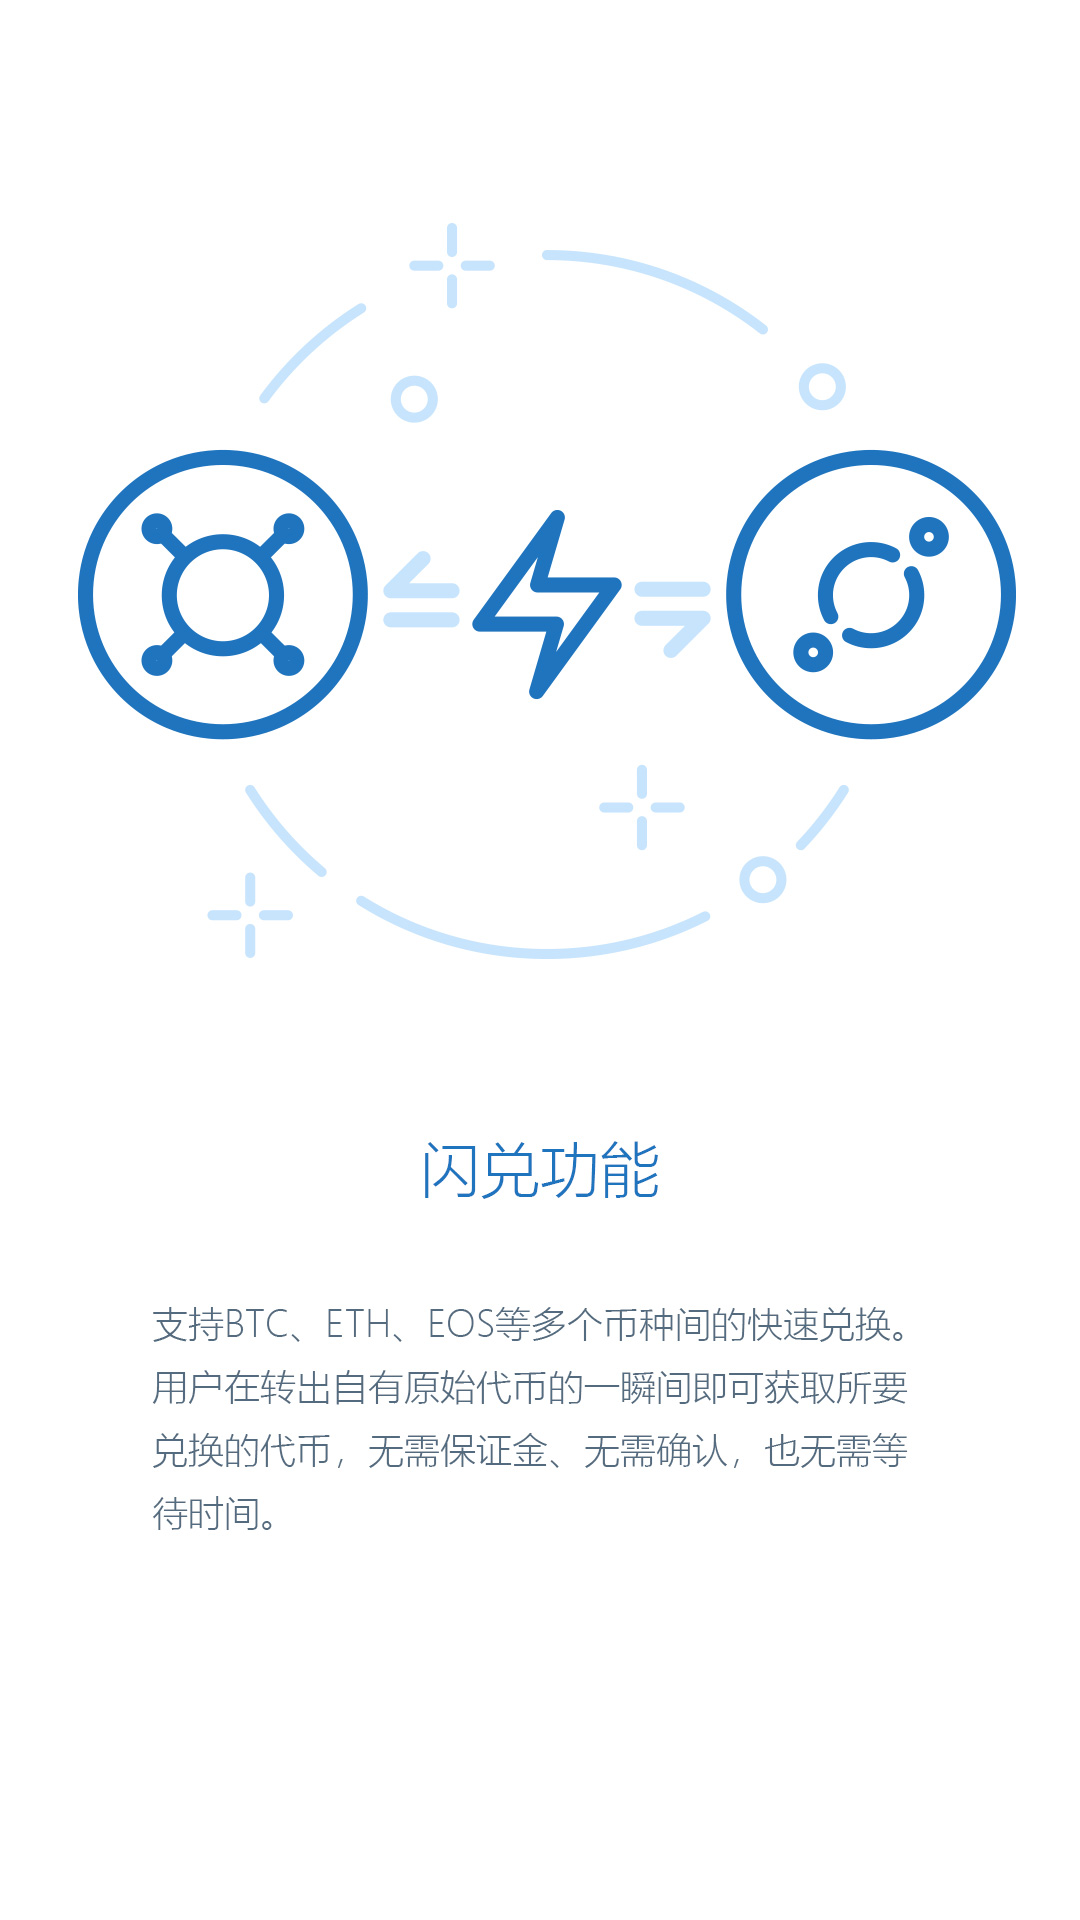 闪兑功能
支持BTC、ETH、EOS等多个币种间的快速兑换。
用户在转出自有原始代币的一瞬间即可获取所要
兑换的代币，无需保证金、无需确认，也无需等
待时间。